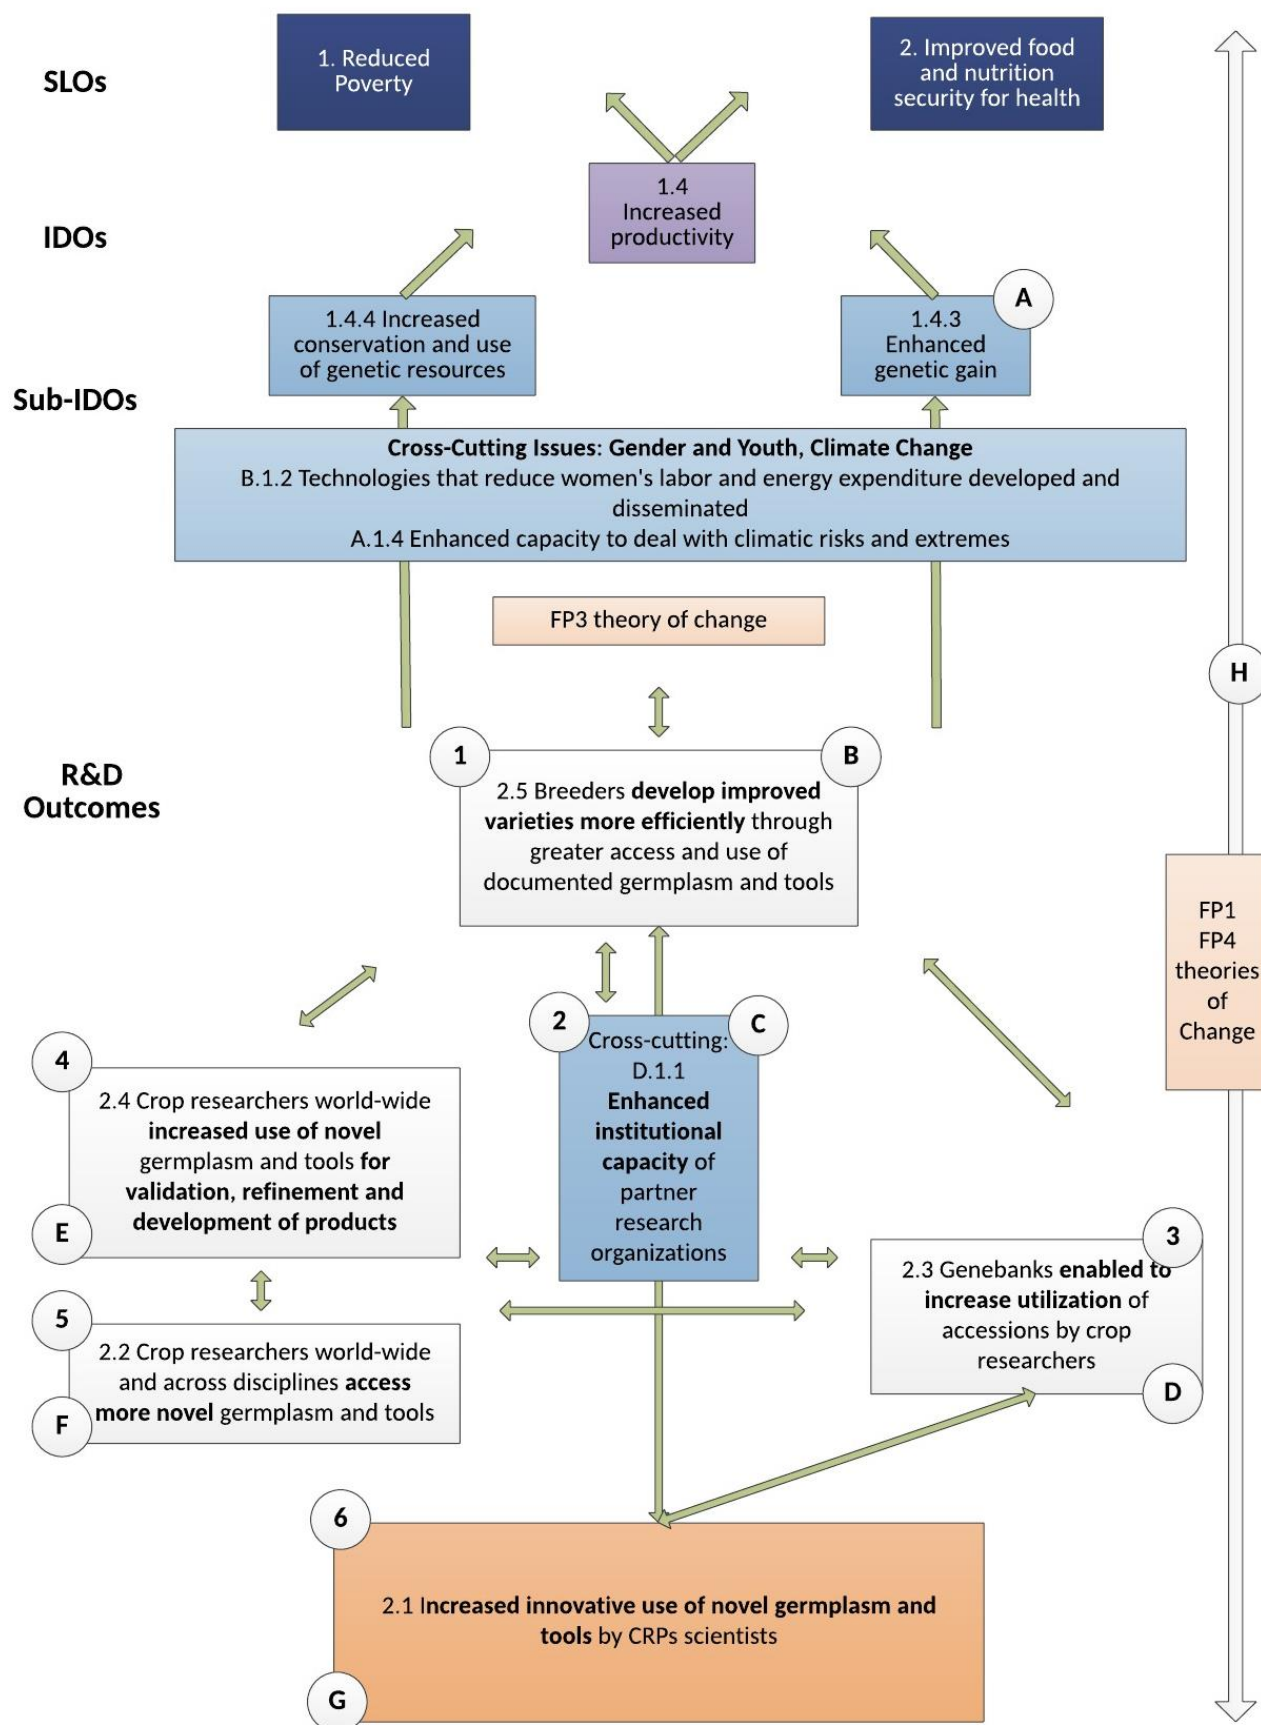 SLOs
1. Reduced
Poverty
2. Improved food
and nutrition
security for health
IDOs
1.4
Increased
productivity
Sub-IDOs
1.4.4 Increased
conservation and use
of genetic resources
A
1.4.3
Enhanced
genetic gain
Cross-Cutting Issues: Gender and Youth, Climate Change
B.1.2 Technologies that reduce women's labor and energy expenditure developed and
disseminated
A.1.4 Enhanced capacity to deal with climatic risks and extremes
FP3 theory of change
H
R&D
Outcomes
1
B
2.5 Breeders develop improved
varieties more efficiently through
greater access and use of
documented germplasm and tools
FP1
FP4
theories
of
Change
2
C
Cross-cutting:
D.1.1
Enhanced
institutional
capacity of
partner
research
organizations
4
2.4 Crop researchers world-wide
increased use of novel
germplasm and tools for
validation, refinement and
development of products
E
3
2.3 Genebanks enabled to
increase utilization of
accessions by crop
researchers
D
5
2.2 Crop researchers world-wide
and across disciplines access
more novel germplasm and tools
F
6
2.1 Increased innovative use of novel germplasm and
tools by CRPs scientists
G